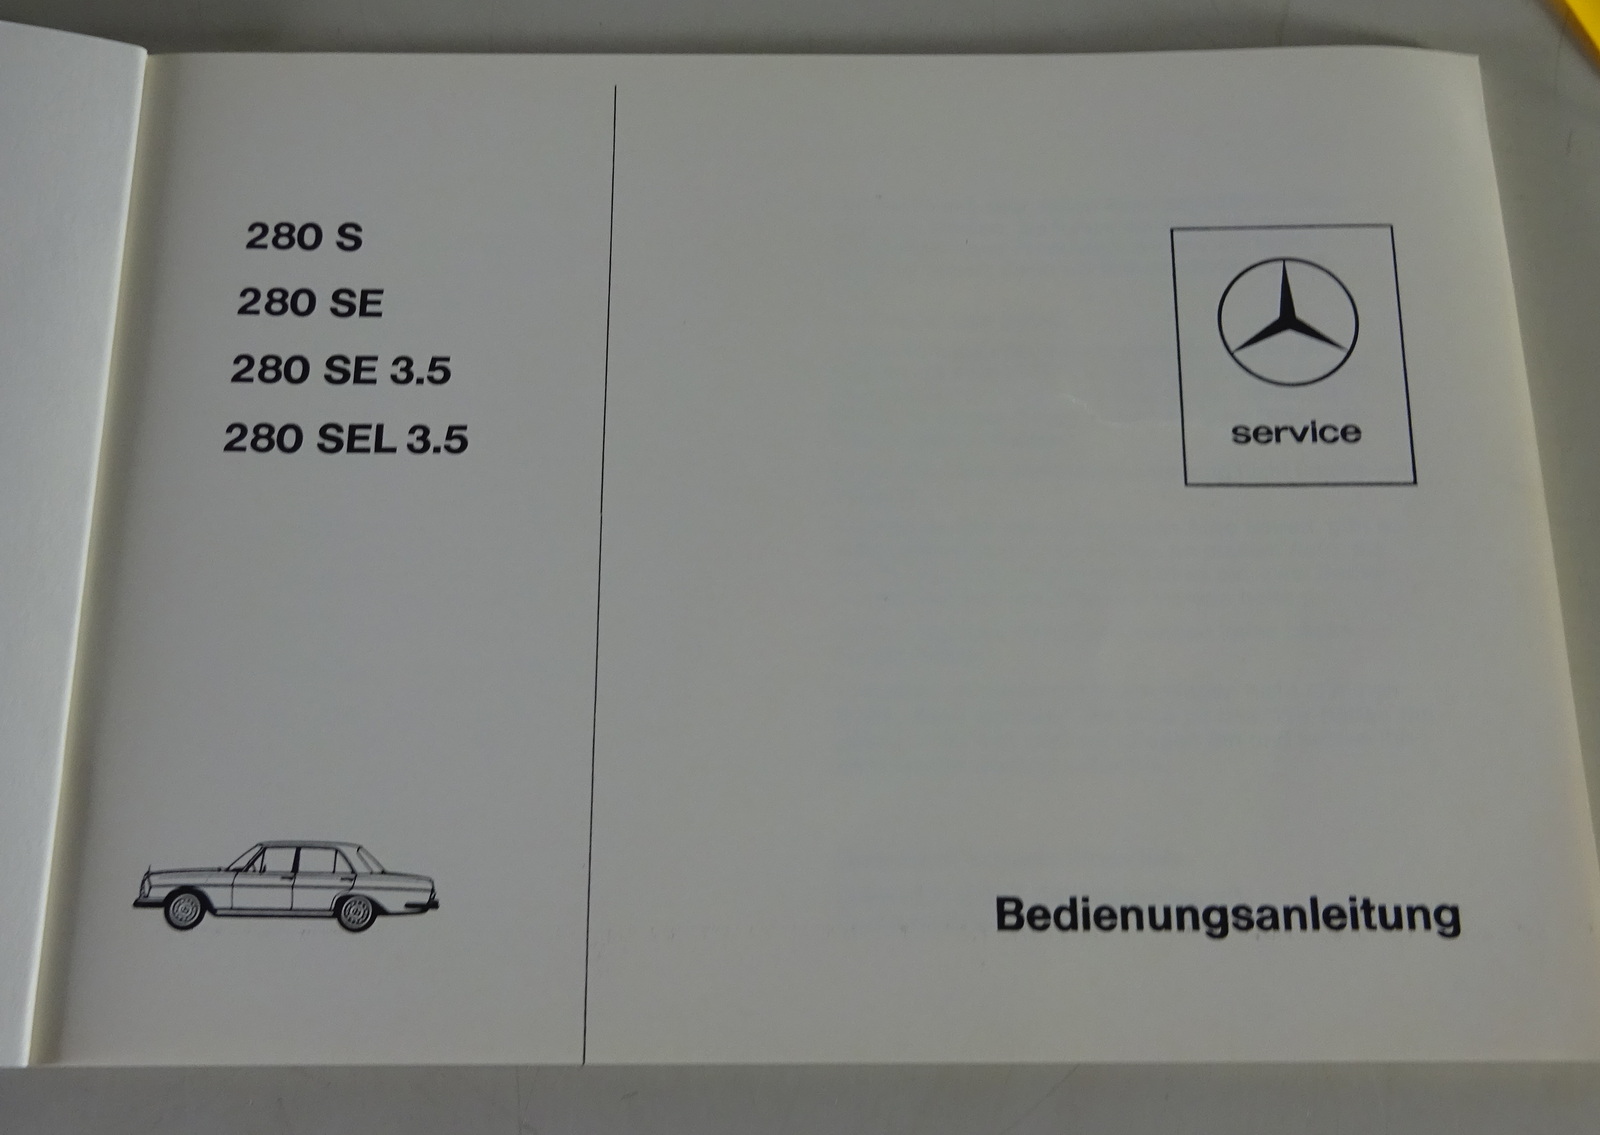 280 S
280 SE
280 SE 3.5
280 SEL 3.5
service
Bedienungsanleitung